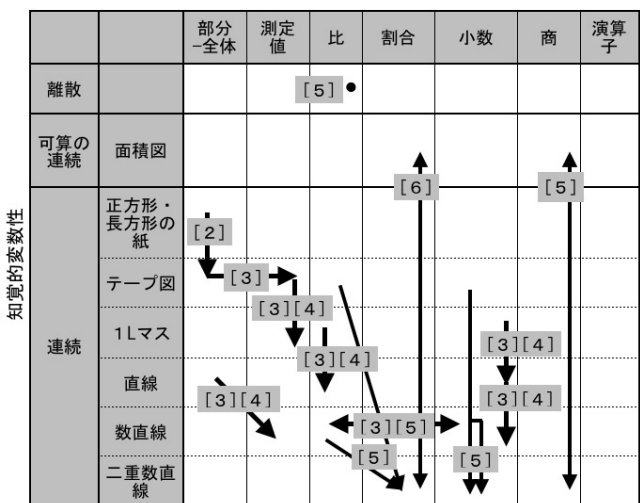 部分
−全体
測定
値
比
割合
小数
商
演算
子
離散
[5]
可算の
連続
面積図
[6]
[5]
知覚的変数性
連続
正方形・
長方形の
紙
[2]
テープ図
[3]
[3][4]
1Lマス
[3][4]
[3][4]
直線
[3][4]
[3][4]
数直線
[3][5]
二重数直
線
[5]
[5]